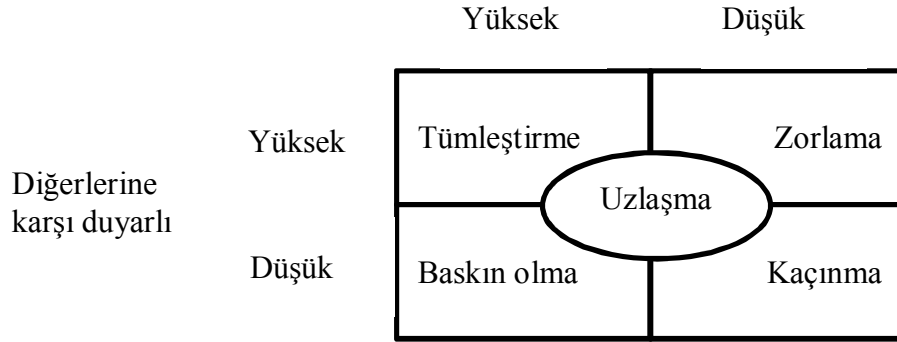 Yüksek Düşük
Yüksek Tümleştirme Zorlama
Diğerlerine
karşı duyarlı
Uzlaşma
Düşük Baskın olma Kaçınma